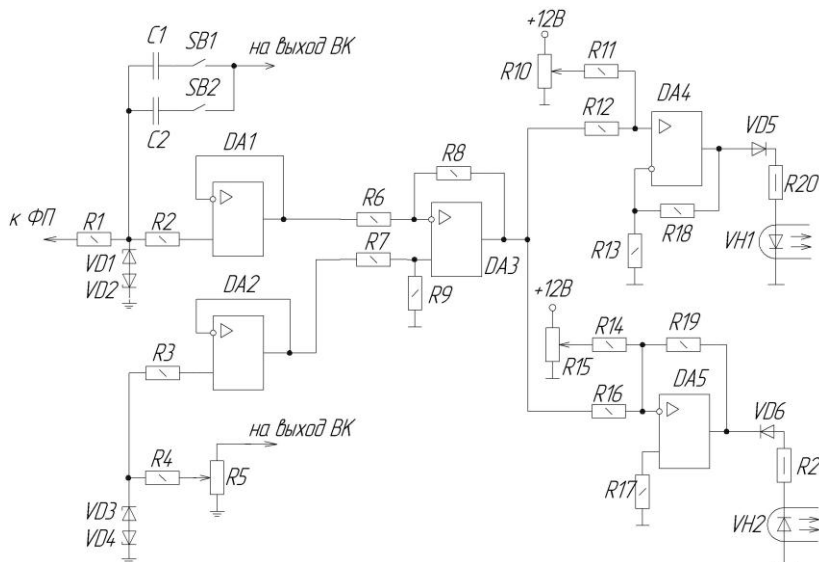 C1
SB1
на выход ВК
SB2
C2
+12В
R11
R10
R12
DA4
VD5
R20
VH1
R18
R13
DA1
R8
к ФП
R1
R2
R6
VD1
VD2
R7
DA3
DA2
R9
+12В
R14
R19
R15
R3
R16
DA5
VD6
на выход ВК
R4
R5
R2
R17
VD3
VD4
VH2